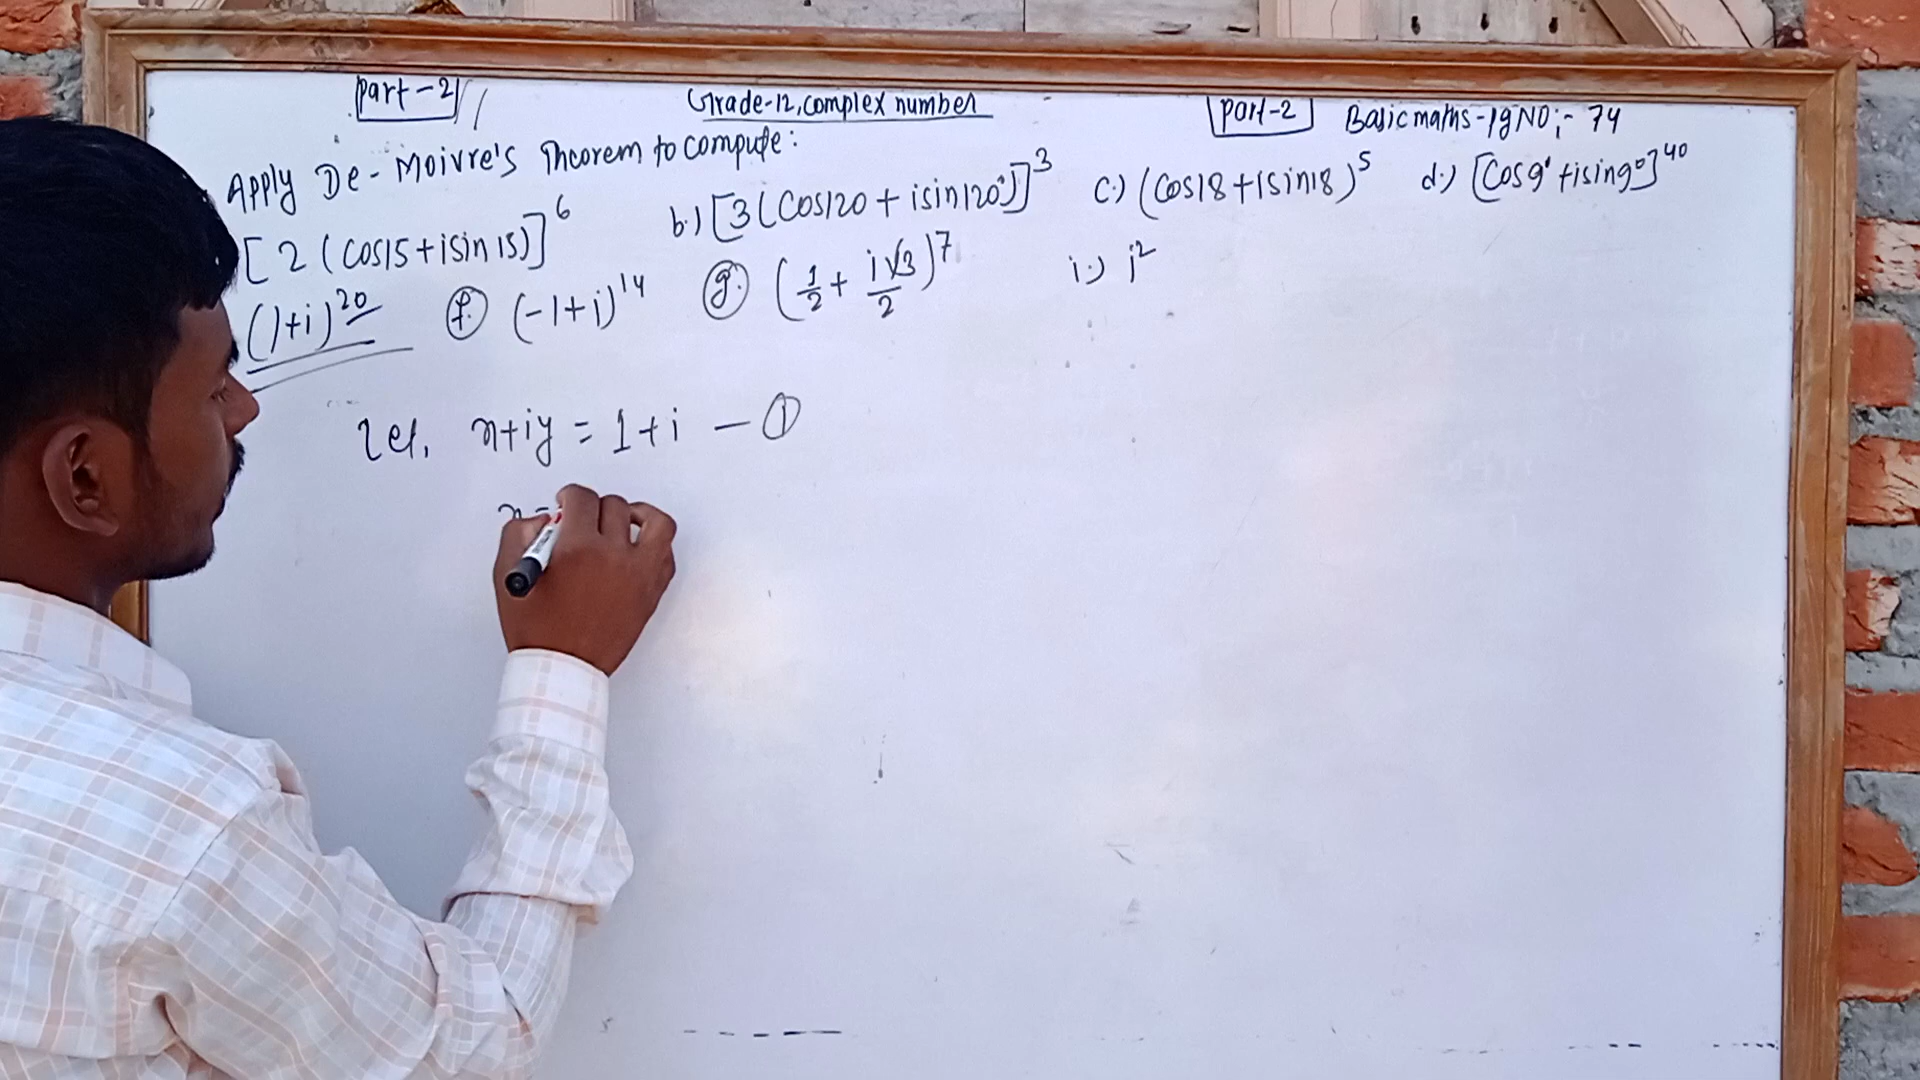 Part-2 Grade-12, complex number Part-2 Basic maths - Pg NO:- 74
Apply De-Moivre's Theorem to compute:
[2(cos15+isin15)]^6 b.) [3(cos120+isin120°)]^3 c.) (cos18+isin18)^5 d.) [cos9°+isin9°]^40
(1+i)^20 f. (-1+i)^14 g. (1/2 + i√3/2)^7 i.) i^2
Let, x+iy = 1+i - ①
x =